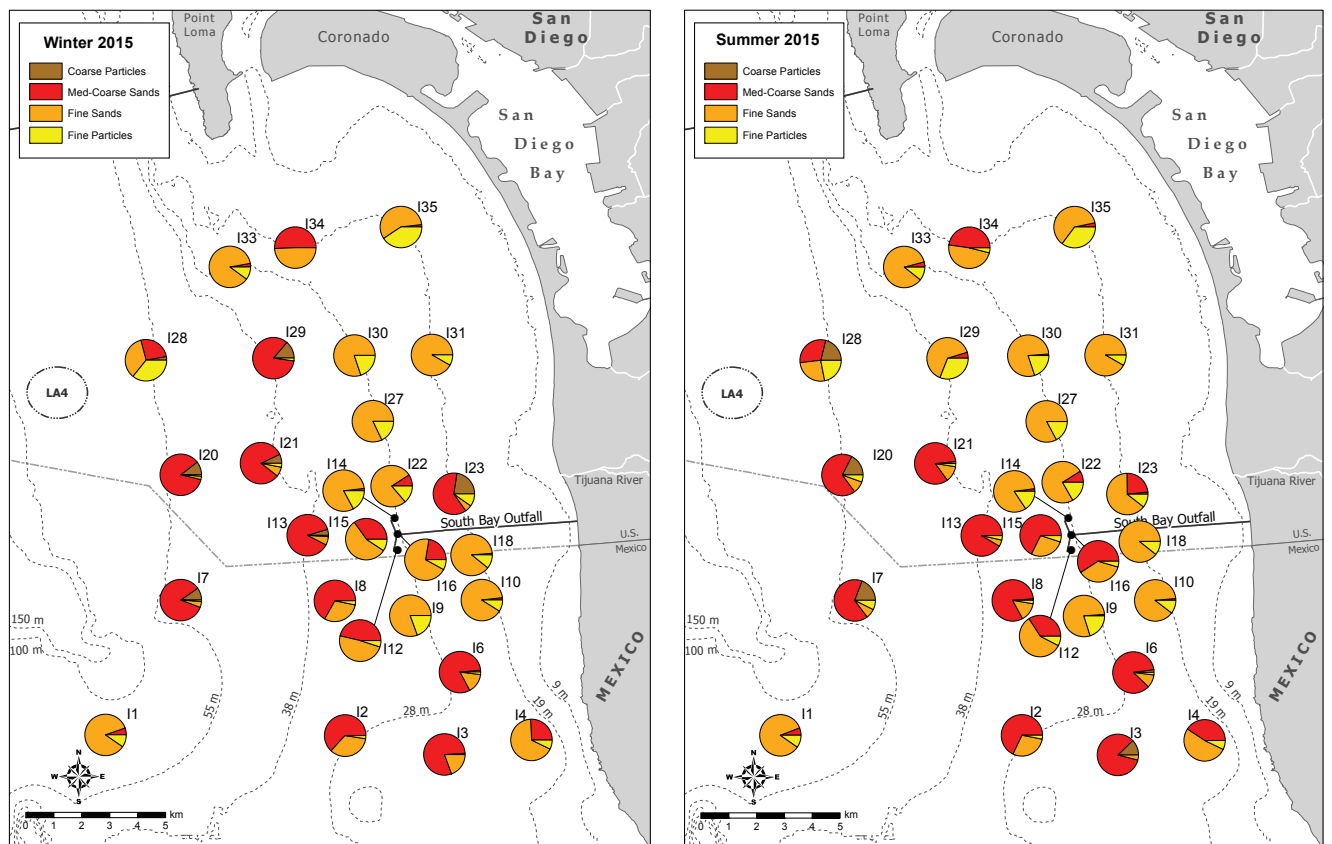 Winter 2015
Coarse Particles
Med-Coarse Sands
Fine Sands
Fine Particles
Point
Loma
Coronado
San
Diego
San
Diego
Bay
I35
I34
I33
I28
I29
I30
I31
LA4
I27
I20
I21
I14
I22
I23
Tijuana River
I13
I15
South Bay Outfall
U.S.
Mexico
I18
I16
I7
I8
I9
I10
I12
150 m
100 m
I6
MEXICO
55 m
38 m
28 m
19 m
9 m
I1
I2
I3
I4
N
W
E
S
0 1 2 3 4 5
km
Summer 2015
Coarse Particles
Med-Coarse Sands
Fine Sands
Fine Particles
Point
Loma
Coronado
San
Diego
San
Diego
Bay
I35
I34
I33
I28
I29
I30
I31
LA4
I27
I20
I21
I14
I22
I23
Tijuana River
I13
I15
South Bay Outfall
U.S.
Mexico
I18
I16
I7
I8
I9
I10
I12
150 m
100 m
I6
MEXICO
55 m
38 m
28 m
19 m
9 m
I1
I2
I3
I4
N
W
E
S
0 1 2 3 4 5
km